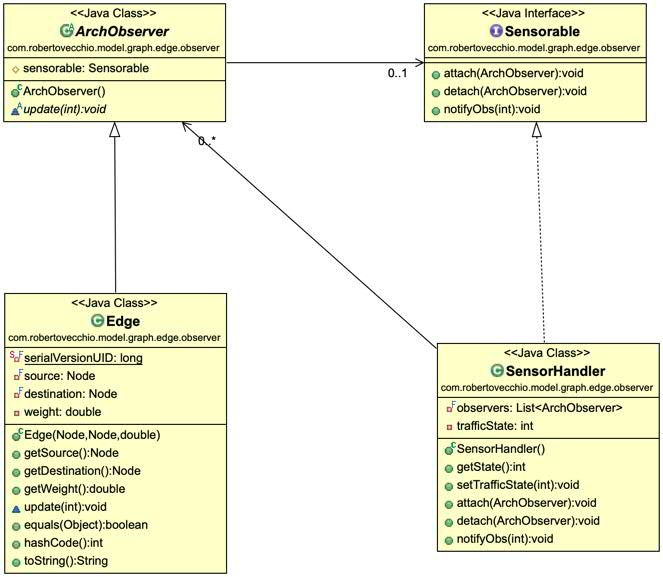 <<Java Class>>
ArchObserver
com.robertovecchio.model.graph.edge.observer
sensorable: Sensorable
ArchObserver()
update(int):void
<<Java Interface>>
Sensorable
com.robertovecchio.model.graph.edge.observer
attach(ArchObserver):void
detach(ArchObserver):void
notifyObs(int):void
0..1
0..*
<<Java Class>>
Edge
com.robertovecchio.model.graph.edge.observer
serialVersionUID: long
source: Node
destination: Node
weight: double
Edge(Node,Node,double)
getSource():Node
getDestination():Node
getWeight():double
update(int):void
equals(Object):boolean
hashCode():int
toString():String
<<Java Class>>
SensorHandler
com.robertovecchio.model.graph.edge.observer
observers: List<ArchObserver>
trafficState: int
SensorHandler()
getState():int
setTrafficState(int):void
attach(ArchObserver):void
detach(ArchObserver):void
notifyObs(int):void